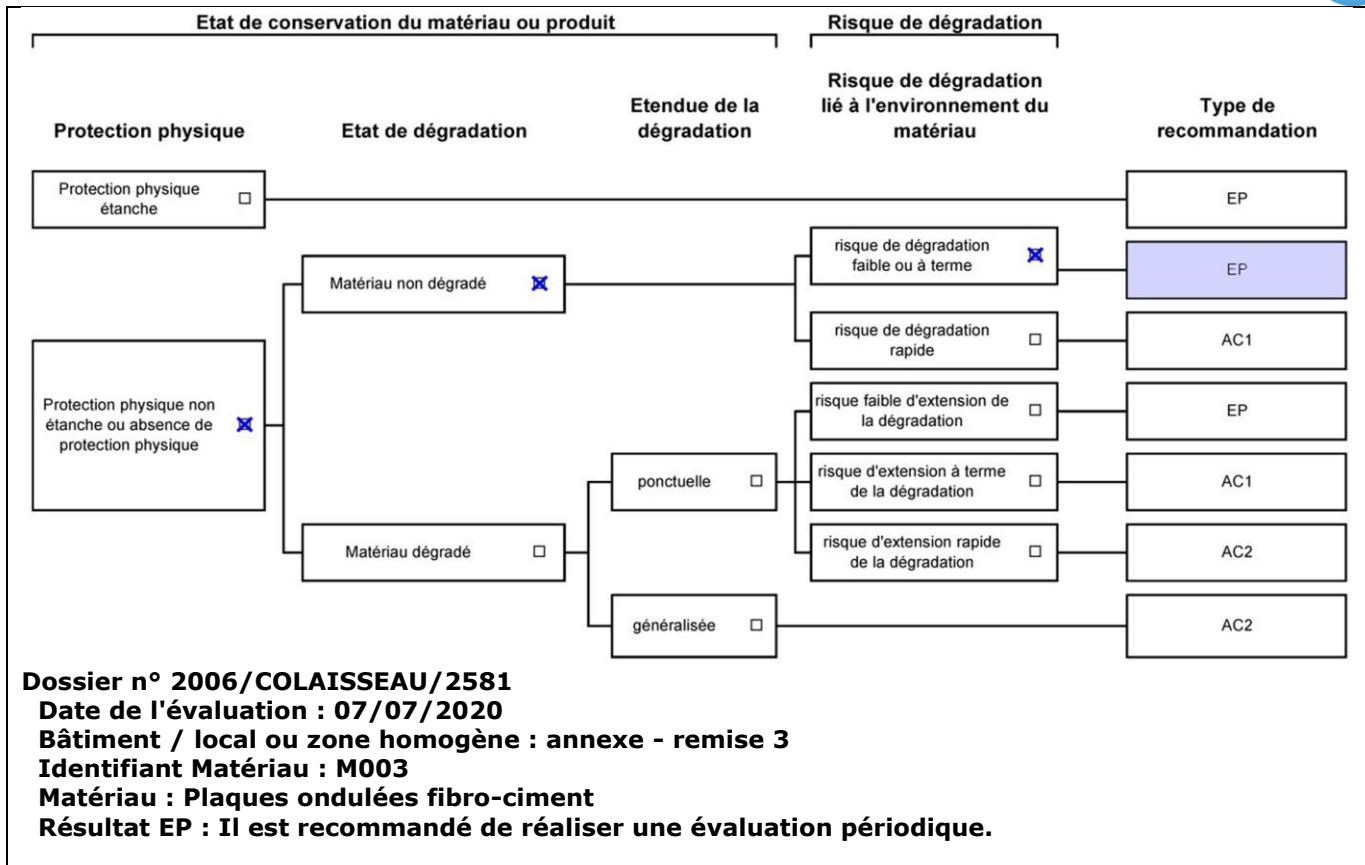 Etat de conservation du matériau ou produit
Risque de dégradation
Protection physique
Etat de dégradation
Etendue de la
dégradation
Risque de dégradation
lié à l'environnement du
matériau
Type de
recommandation
Protection physique
étanche
EP
risque de dégradation
faible ou à terme
EP
Matériau non dégradé
risque de dégradation
rapide
AC1
Protection physique non
étanche ou absence de
protection physique
risque faible d'extension de
la dégradation
EP
ponctuelle
risque d'extension à terme
de la dégradation
AC1
Matériau dégradé
risque d'extension rapide
de la dégradation
AC2
généralisée
AC2
Dossier n° 2006/COLAISSEAU/2581
Date de l'évaluation : 07/07/2020
Bâtiment / local ou zone homogène : annexe - remise 3
Identifiant Matériau : M003
Matériau : Plaques ondulées fibro-ciment
Résultat EP : Il est recommandé de réaliser une évaluation périodique.